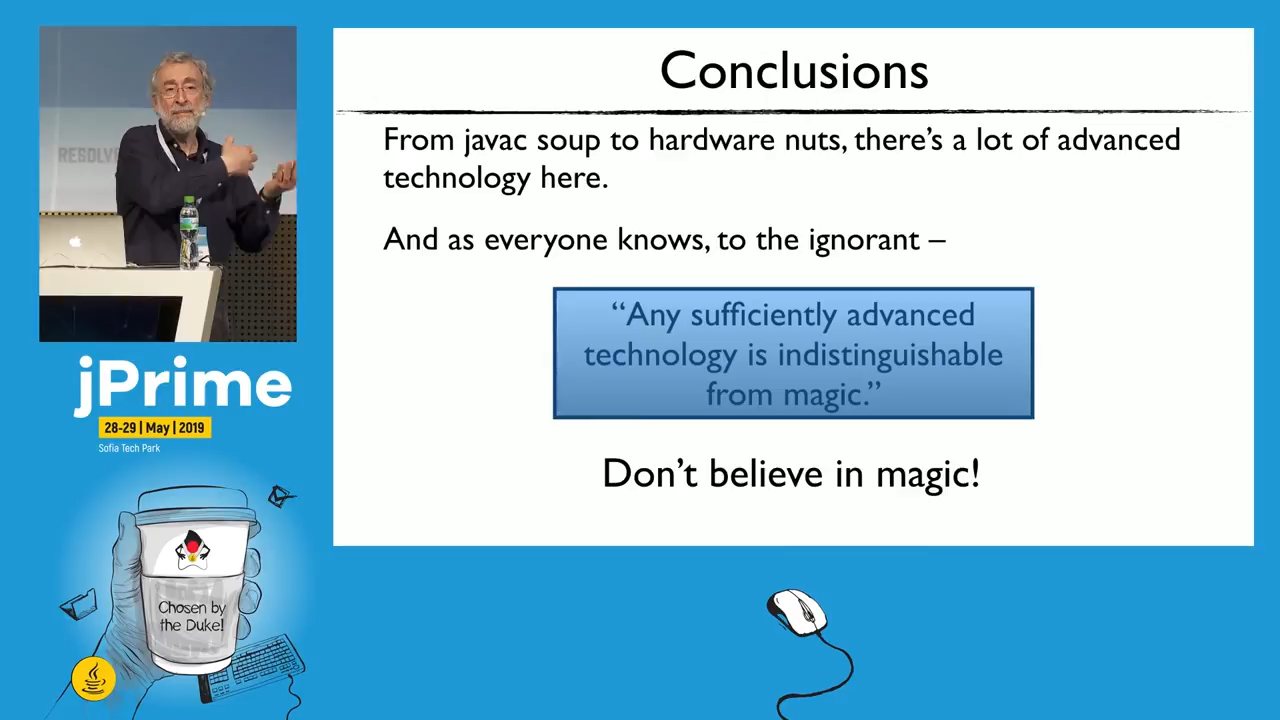 Conclusions
From javac soup to hardware nuts, there’s a lot of advanced
technology here.
And as everyone knows, to the ignorant –
“Any sufficiently advanced
technology is indistinguishable
from magic.”
Don’t believe in magic!
RESOLVE
jPrime
28-29 | May | 2019
Sofia Tech Park
Chosen by
the Duke!